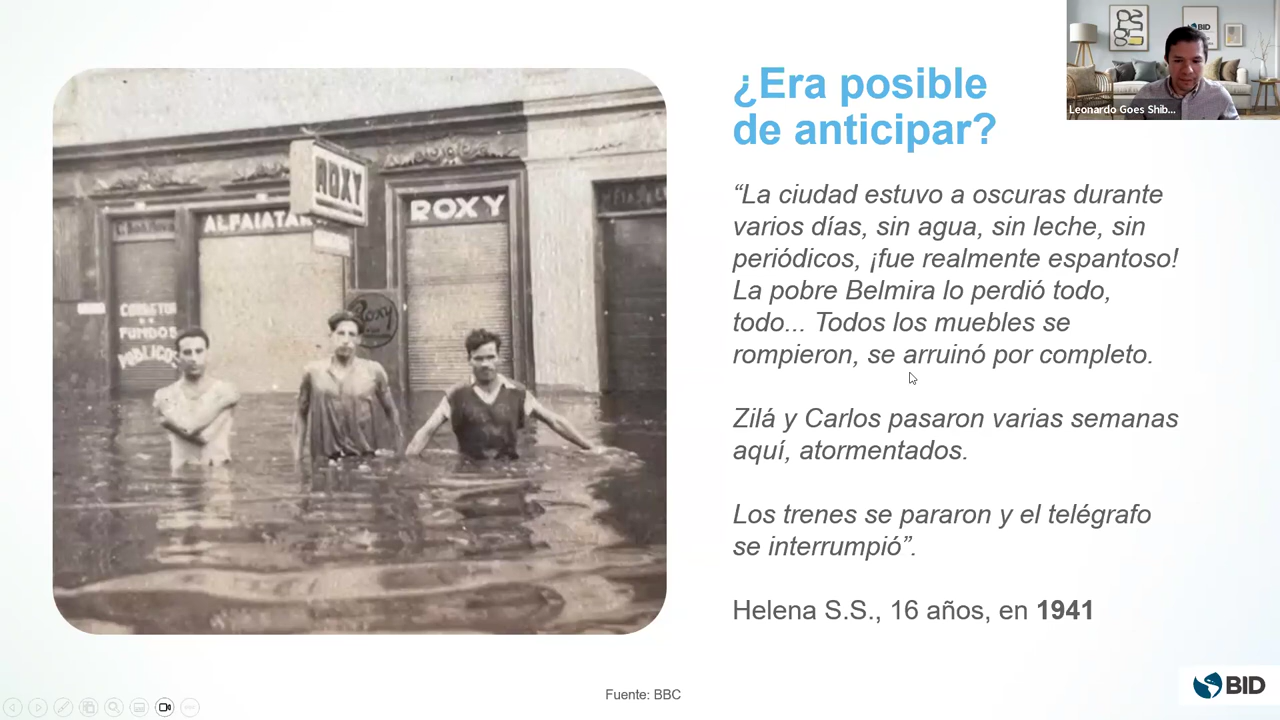 ¿Era posible
de anticipar?
BID
Leonardo Goes Shib...
“La ciudad estuvo a oscuras durante
varios días, sin agua, sin leche, sin
periódicos, ¡fue realmente espantoso!
La pobre Belmira lo perdió todo,
todo... Todos los muebles se
rompieron, se arruinó por completo.
Zilá y Carlos pasaron varias semanas
aquí, atormentados.
Los trenes se pararon y el telégrafo
se interrumpió”.
Helena S.S., 16 años, en 1941
ROXY
ROXY
FUNDOS
PUBLICOS
Roxy
Fuente: BBC
BID